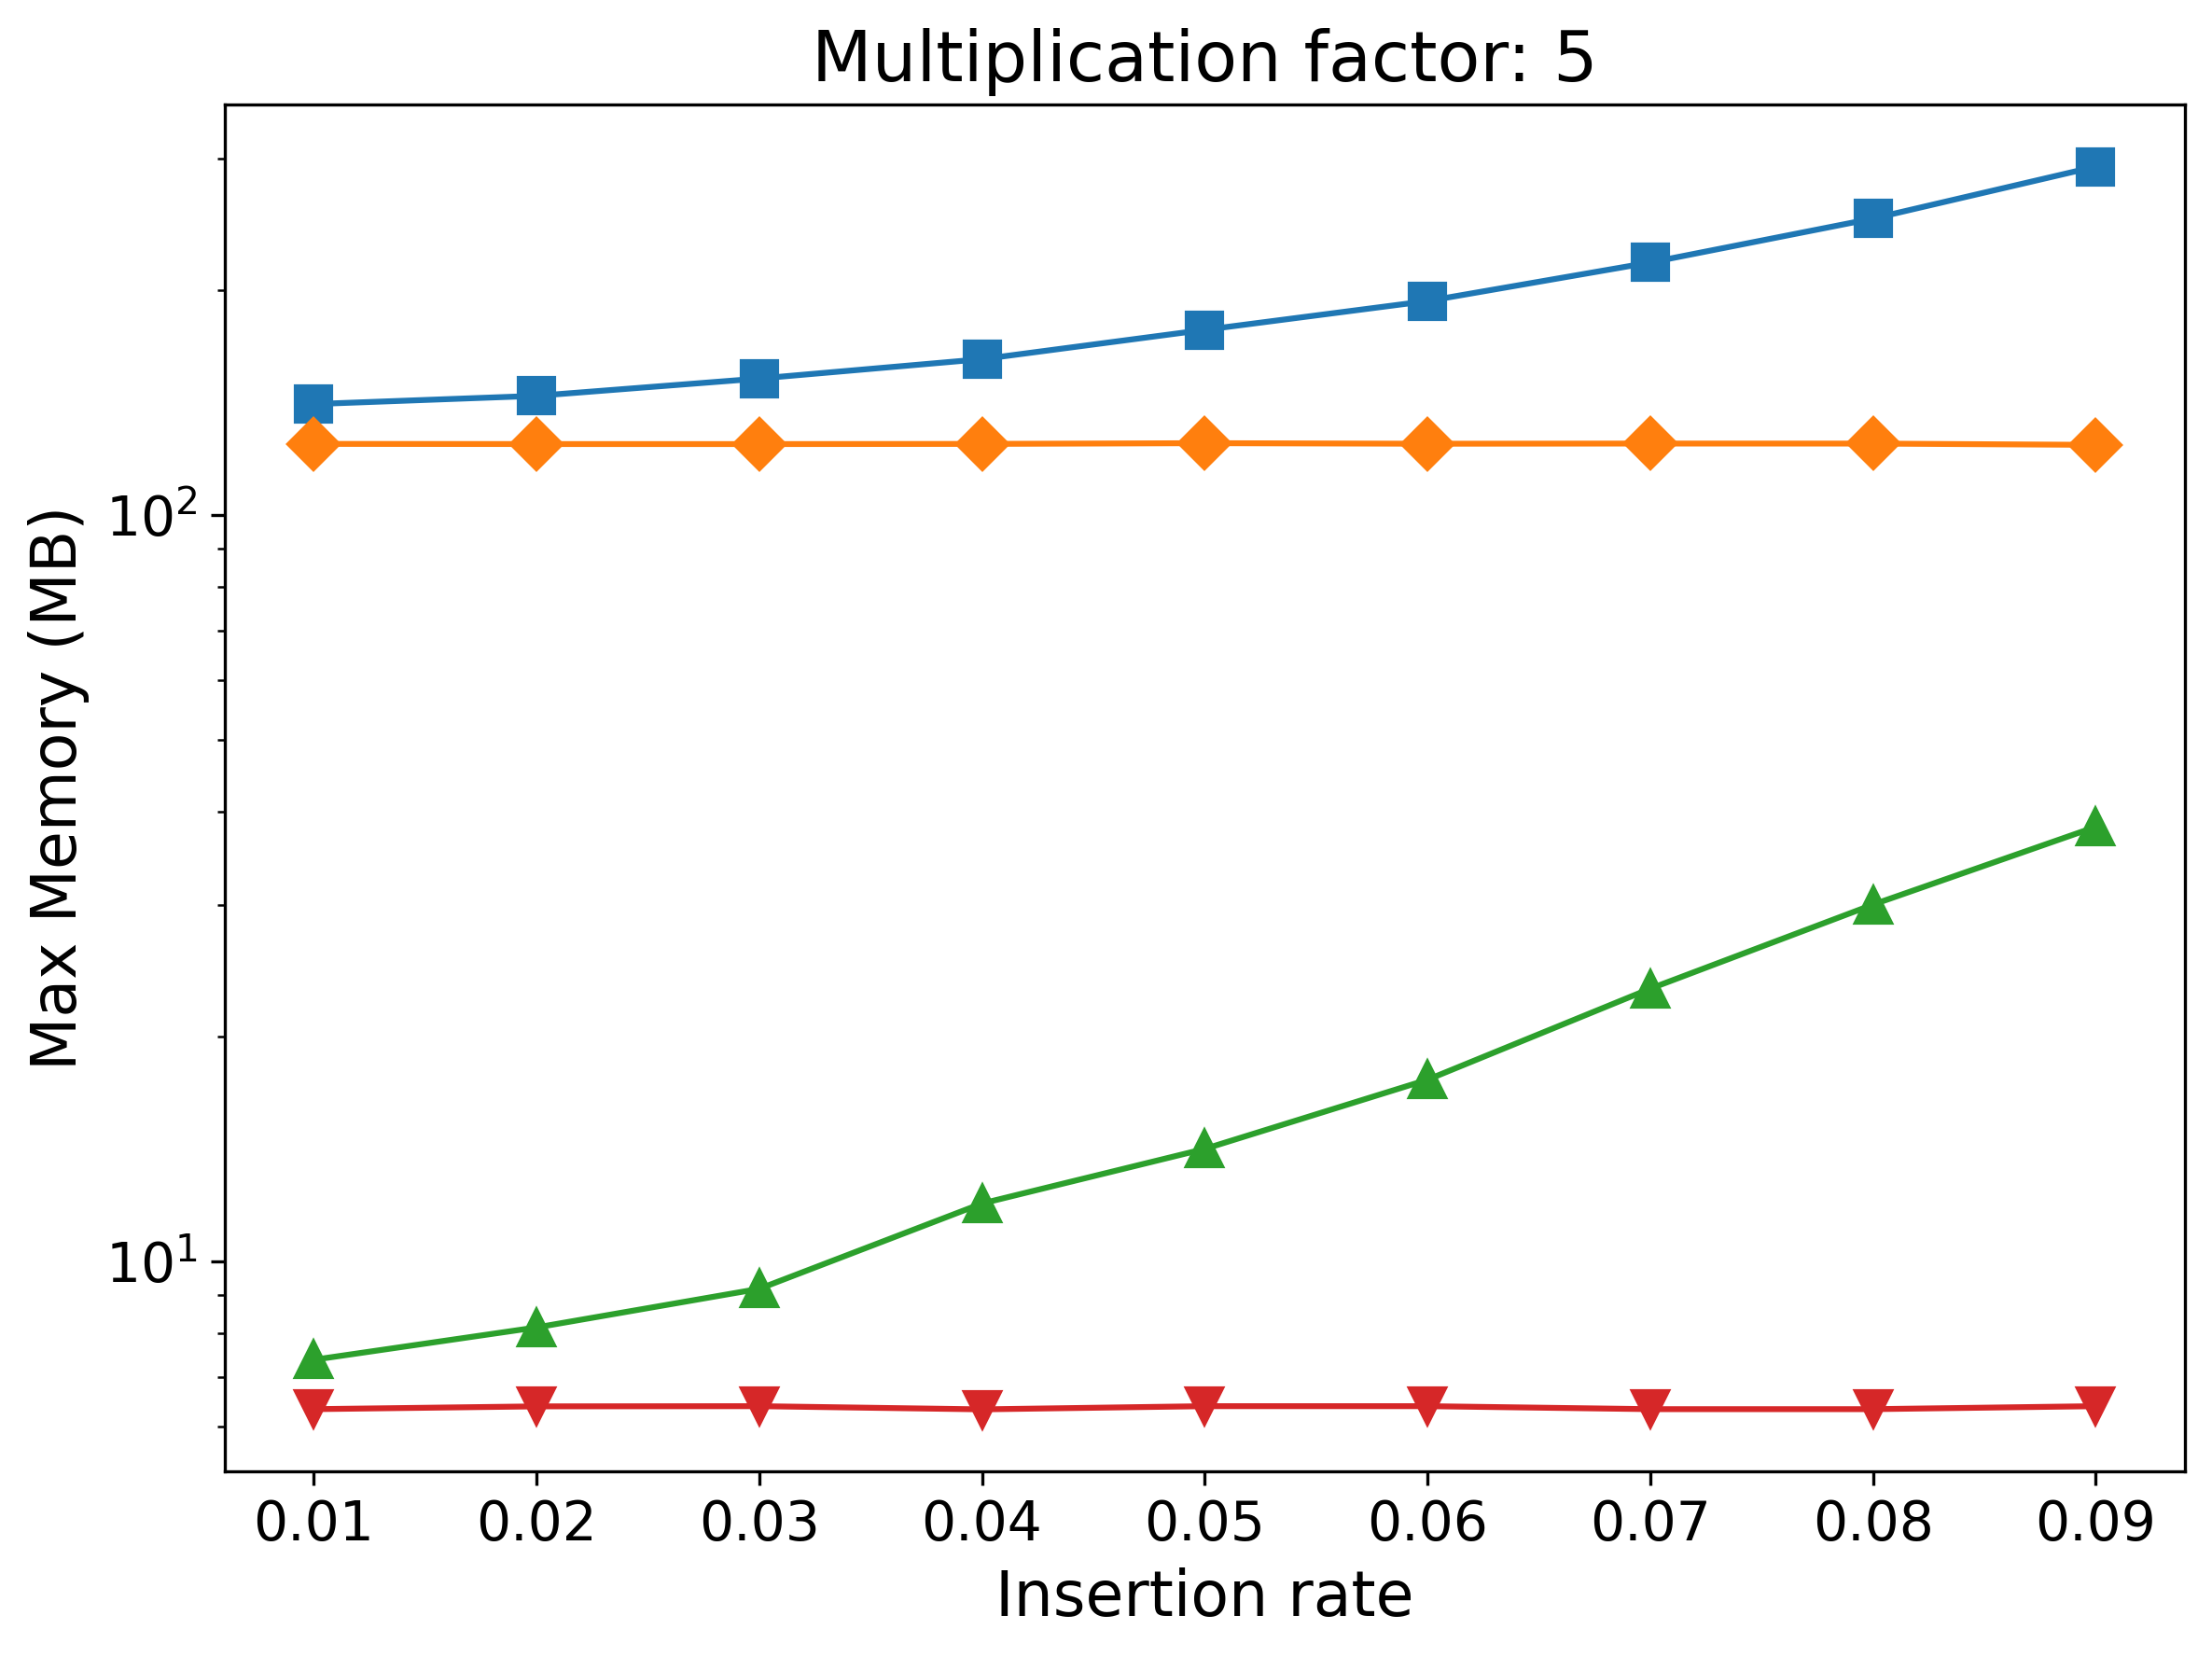 Multiplication factor: 5
Max Memory (MB)
10²
10¹
0.01 0.02 0.03 0.04 0.05 0.06 0.07 0.08 0.09
Insertion rate